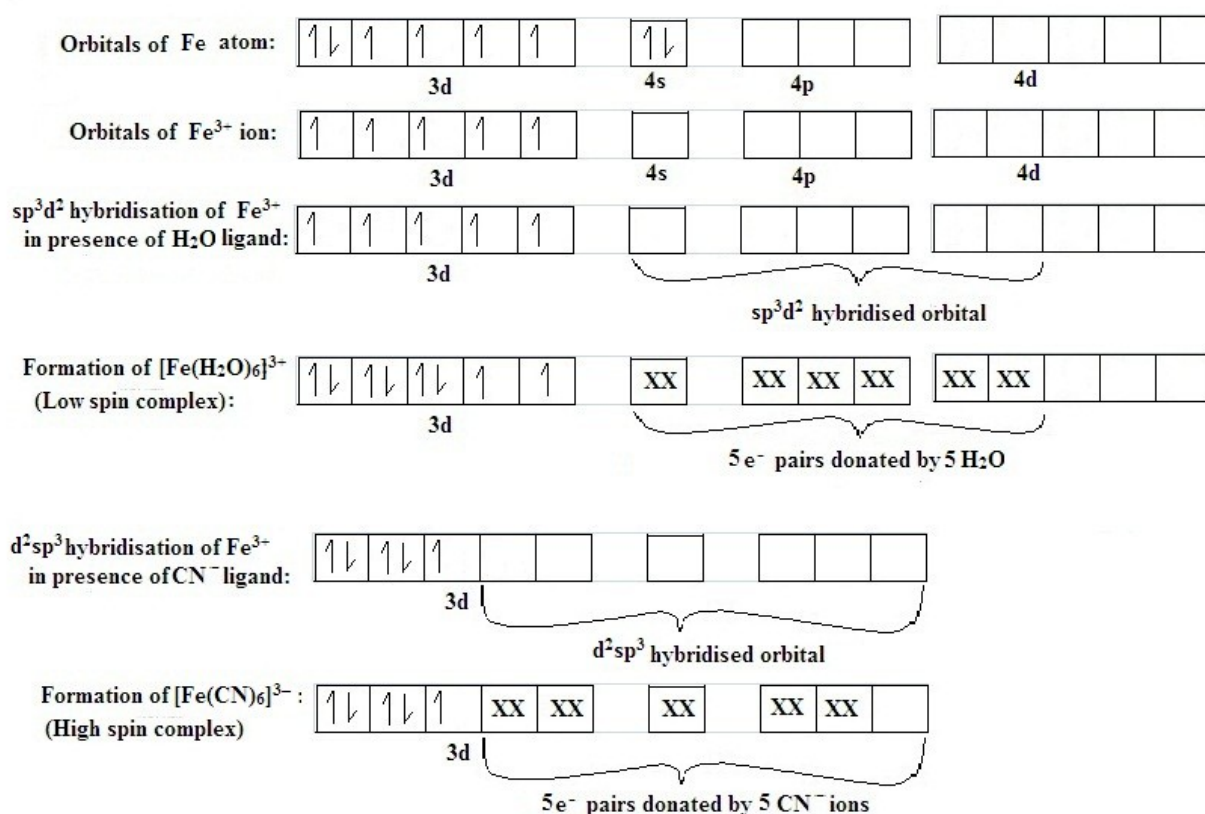 Orbitals of Fe atom:
3d 4s 4p 4d
Orbitals of Fe³⁺ ion:
3d 4s 4p 4d
sp³d² hybridisation of Fe³⁺
in presence of H₂O ligand:
3d
sp³d² hybridised orbital
Formation of [Fe(H₂O)₆]³⁺
(Low spin complex):
XX XX XX XX XX XX
3d
5e⁻ pairs donated by 5 H₂O
d²sp³ hybridisation of Fe³⁺
in presence of CN⁻ ligand:
3d
d²sp³ hybridised orbital
Formation of [Fe(CN)₆]³⁻ :
(High spin complex)
XX XX XX XX XX
3d
5e⁻ pairs donated by 5 CN⁻ ions